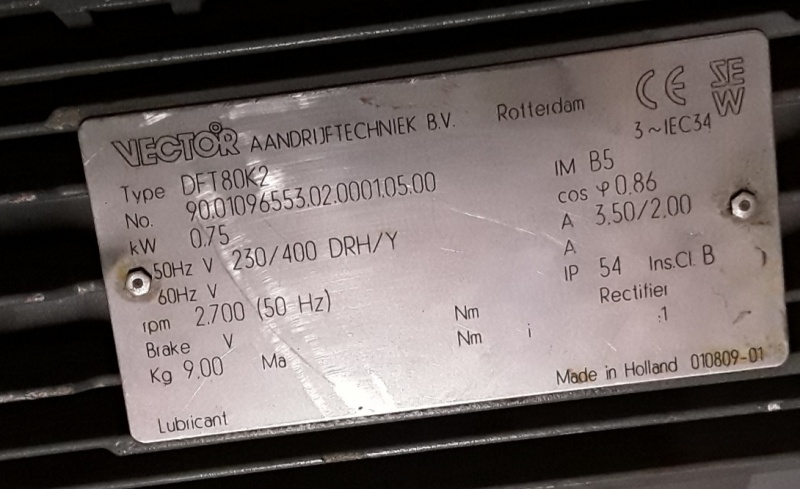 VECTOR AANDRIJFTECHNIEK B.V. Rotterdam CE SEW
3~IEC34
Type DFT80K2 IM B5
No. 90.01096553.02.0001.05.00 cos φ 0.86
kW 0.75 A 3.50/2.00
50Hz V 230/400 DRH/Y A
60Hz V IP 54 Ins.Cl. B
rpm 2.700 (50 Hz) Nm Rectifier
Brake V Nm i :1
Kg 9.00 Ma
Made in Holland 010809-01
Lubricant